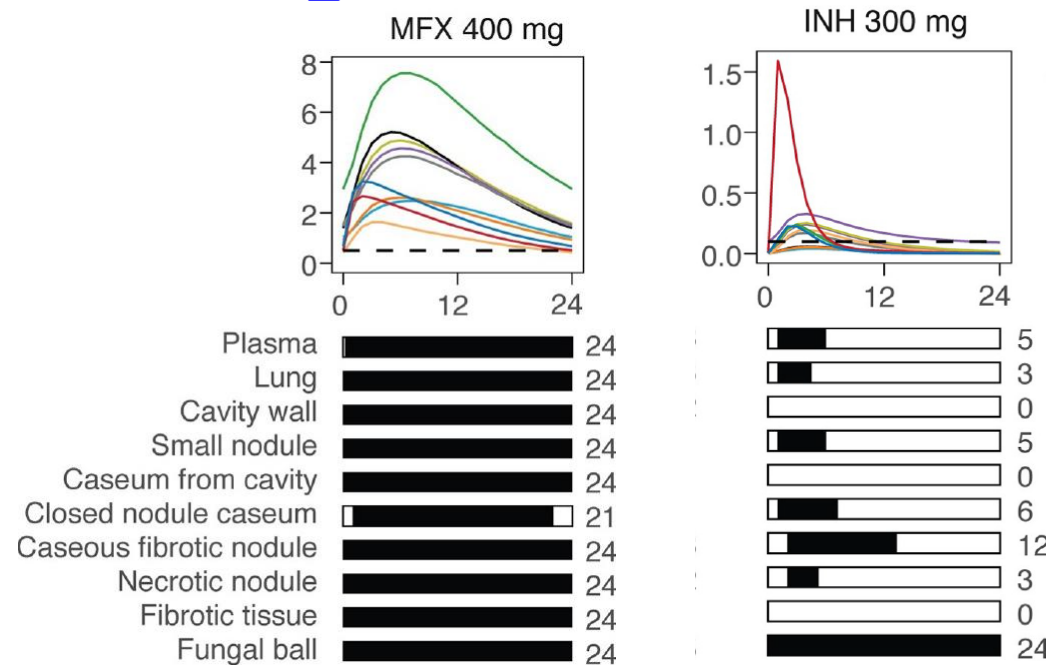 MFX 400 mg
INH 300 mg
8
6
4
2
0
0 12 24
1.5
1.0
0.5
0.0
0 12 24
Plasma 24 5
Lung 24 3
Cavity wall 24 0
Small nodule 24 5
Caseum from cavity 24 0
Closed nodule caseum 21 6
Caseous fibrotic nodule 24 12
Necrotic nodule 24 3
Fibrotic tissue 24 0
Fungal ball 24 24